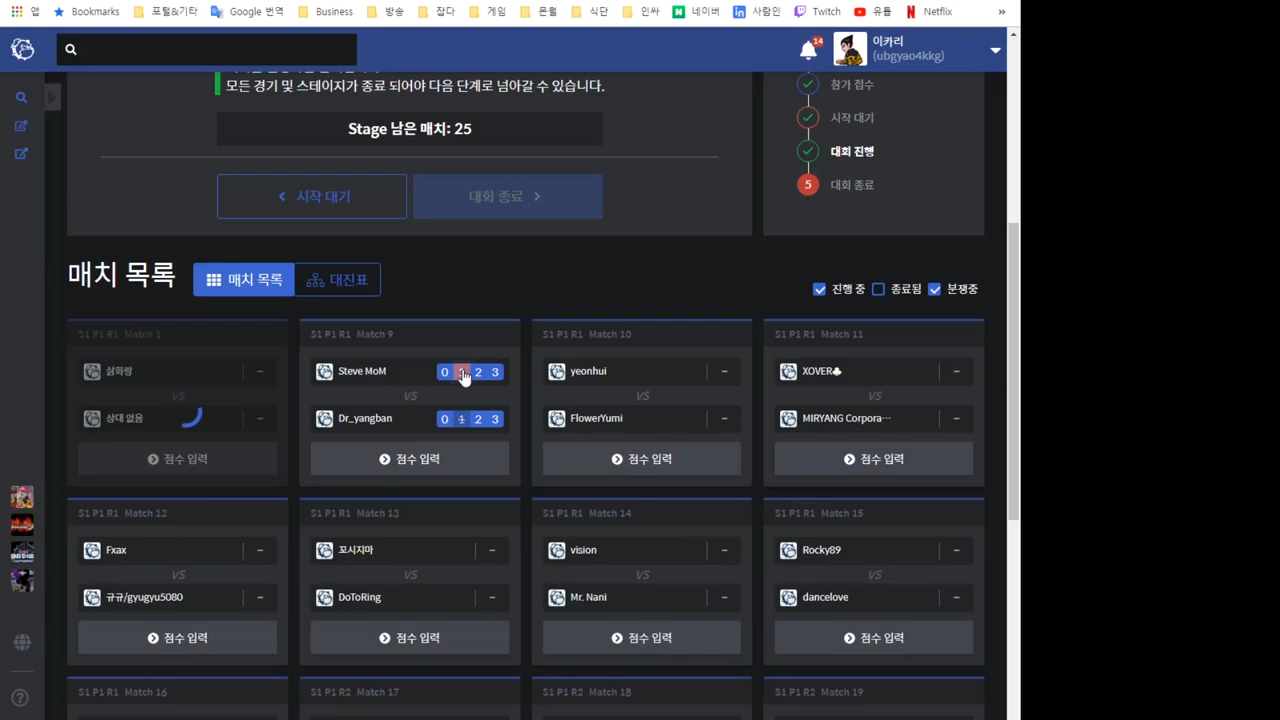 앱 Bookmarks 포털&기타 Google 번역 Business 방송 잡다 게임 몬월 식단 인싸 네이버 사람인 Twitch 유튭 Netflix »
14
이카리
(ubgyao4kkg)
모든 경기 및 스테이지가 종료 되어야 다음 단계로 넘어갈 수 있습니다.
Stage 남은 매치: 25
시작 대기
대회 종료
참가 접수
시작 대기
대회 진행
5 대회 종료
매치 목록
매치 목록
대진표
진행 중 종료됨 분쟁중
S1 P1 R1 Match 1
삼화랑 –
VS
상대 없음 –
점수 입력
S1 P1 R1 Match 9
Steve MoM 0 2 3
VS
Dr_yangban 0 1 2 3
점수 입력
S1 P1 R1 Match 10
yeonhui –
VS
FlowerYumi –
점수 입력
S1 P1 R1 Match 11
XOVER♣ –
VS
MIRYANG Corpora··· –
점수 입력
S1 P1 R1 Match 12
Fxax –
VS
규규/gyugyu5080 –
점수 입력
S1 P1 R1 Match 13
꼬시지마 –
VS
DoToRing –
점수 입력
S1 P1 R1 Match 14
vision –
VS
Mr. Nani –
점수 입력
S1 P1 R1 Match 15
Rocky89 –
VS
dancelove –
점수 입력
S1 P1 R1 Match 16
S1 P1 R2 Match 17
S1 P1 R2 Match 18
S1 P1 R2 Match 19